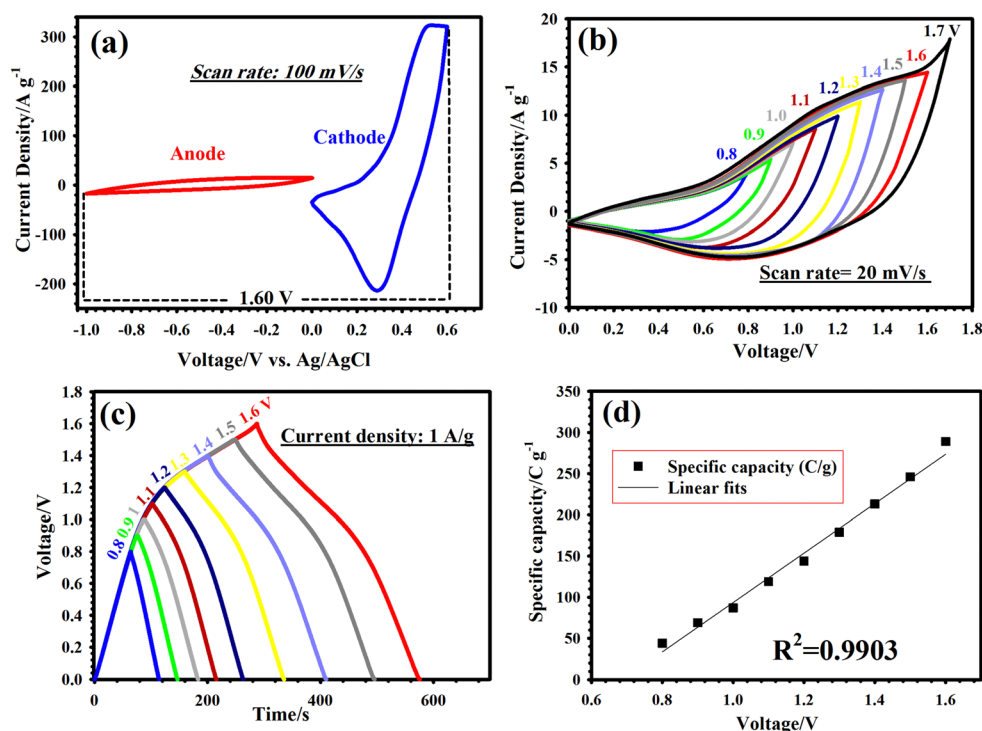 (a)
Scan rate: 100 mV/s
Anode
Cathode
1.60 V
Current Density/A g-1
300
200
100
0
-100
-200
-1.0 -0.8 -0.6 -0.4 -0.2 0.0 0.2 0.4 0.6
Voltage/V vs. Ag/AgCl
(b)
0.8 0.9 1.0 1.1 1.2 1.3 1.4 1.5 1.6 1.7 V
Scan rate= 20 mV/s
Current Density/A g-1
25
20
15
10
5
0
-5
-10
0.0 0.2 0.4 0.6 0.8 1.0 1.2 1.4 1.6 1.8
Voltage/V
(c)
0.8 0.9 1 1.1 1.2 1.3 1.4 1.5 1.6 V
Current density: 1 A/g
Voltage/V
1.8
1.6
1.4
1.2
1.0
0.8
0.6
0.4
0.2
0.0
0 200 400 600
Time/s
(d)
Specific capacity (C/g)
Linear fits
R2=0.9903
Specific capacity/C g-1
350
300
250
200
150
100
50
0
0.6 0.8 1.0 1.2 1.4 1.6
Voltage/V